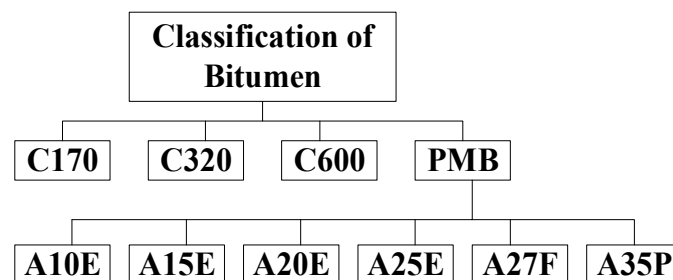 Classification of
Bitumen
C170 C320 C600 PMB
A10E A15E A20E A25E A27F A35P